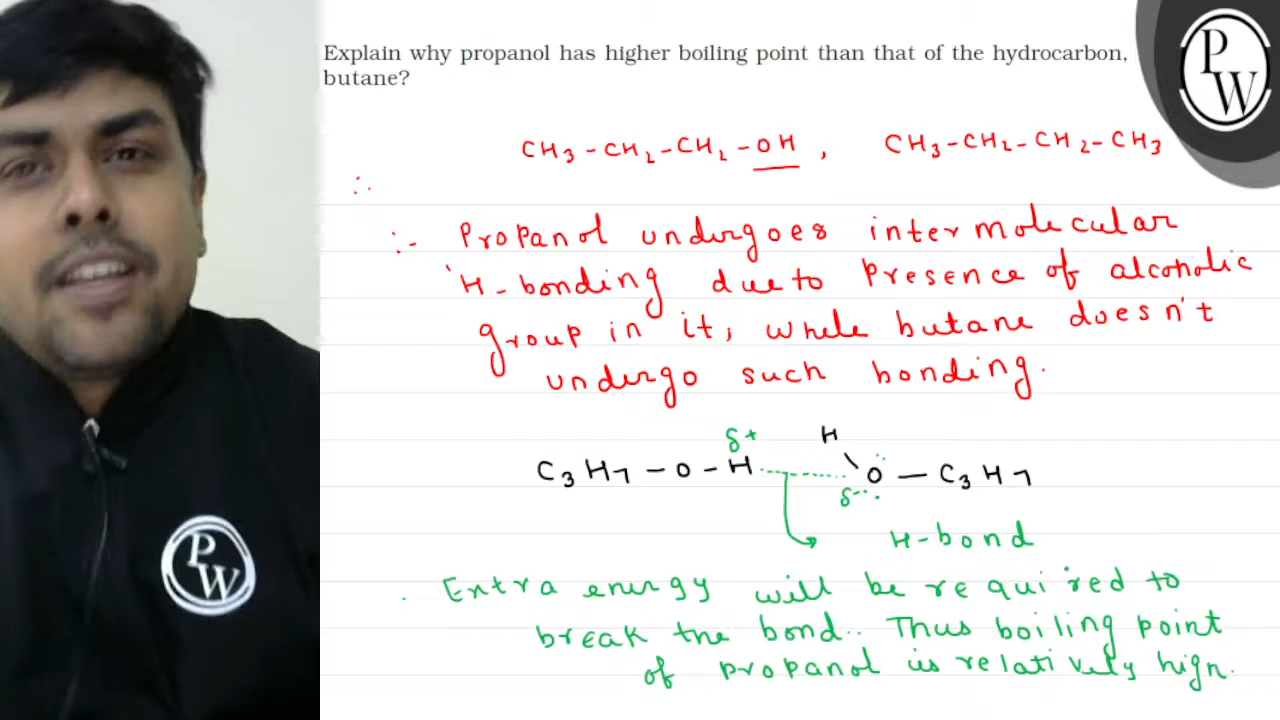 Explain why propanol has higher boiling point than that of the hydrocarbon,
butane?
CH3-CH2-CH2-OH, CH3-CH2-CH2-CH3
∴
:- Propanol undergoes intermolecular
'H-bonding due to presence of alcoholic
group in it, while butane doesn't
undergo such bonding.
δ+ H
C3H7-O-H ........ O-C3H7
δ-
H-bond
Extra energy will be required to
break the bond.. Thus boiling point
of propanol is relatively high.
PW
PW